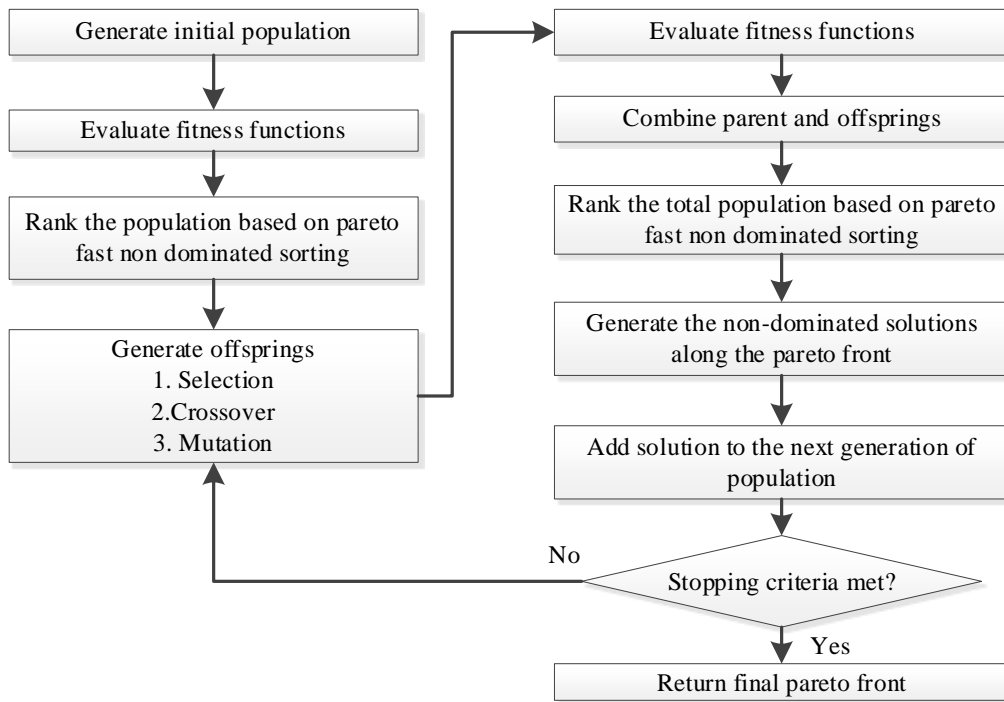 Generate initial population
Evaluate fitness functions
Rank the population based on pareto
fast non dominated sorting
Generate offsprings
1. Selection
2.Crossover
3. Mutation
Evaluate fitness functions
Combine parent and offsprings
Rank the total population based on pareto
fast non dominated sorting
Generate the non-dominated solutions
along the pareto front
Add solution to the next generation of
population
Stopping criteria met?
No
Yes
Return final pareto front